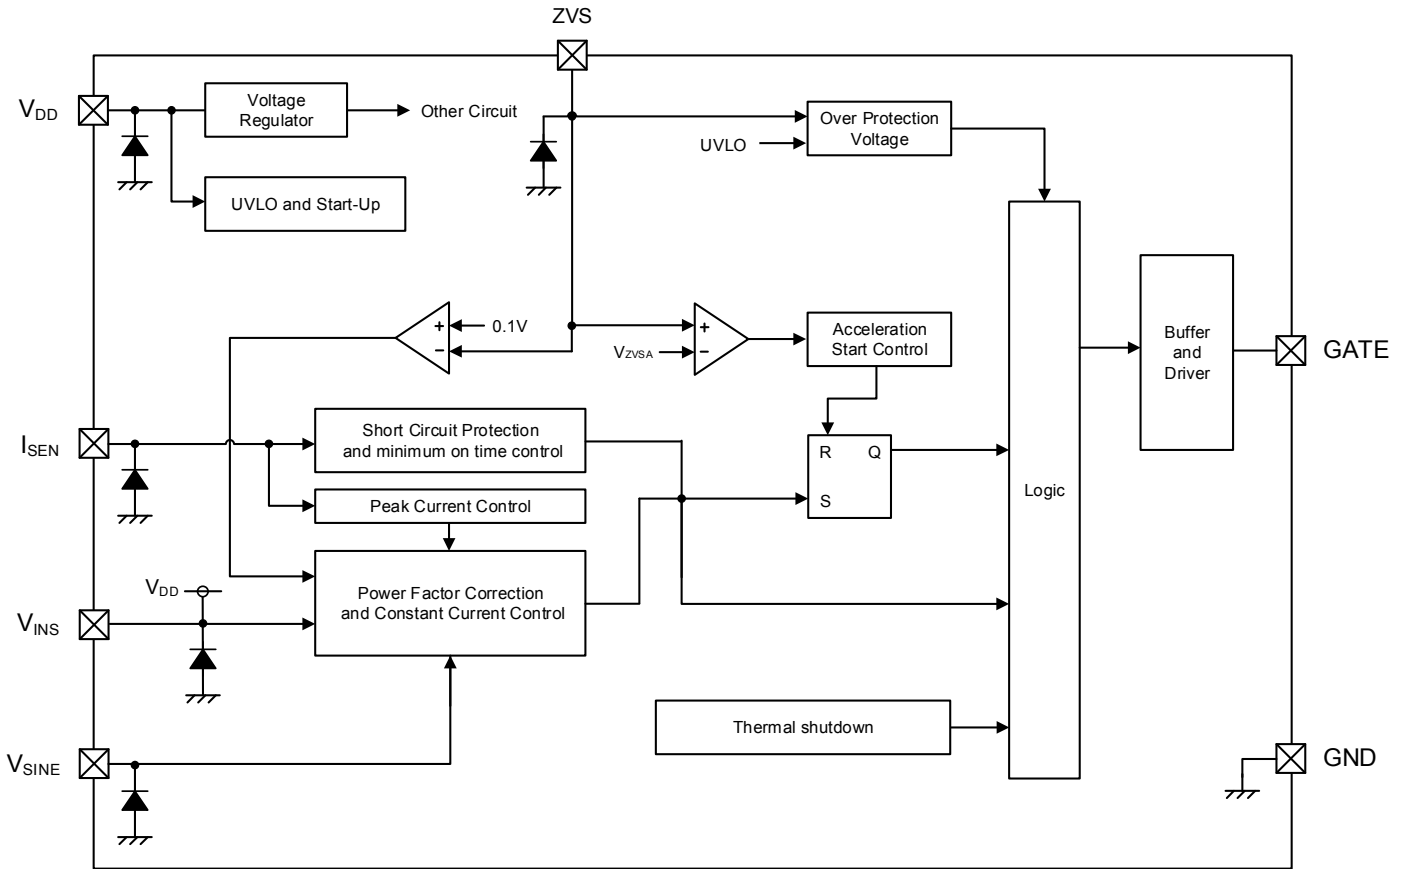 ZVS
VDD
Voltage
Regulator
Other Circuit
UVLO and Start-Up
UVLO
Over Protection
Voltage
+
−
0.1V
VZVSA
+
−
Acceleration
Start Control
Buffer
and
Driver
GATE
ISEN
Short Circuit Protection
and minimum on time control
Peak Current Control
R Q
S
Logic
VDD
VINS
Power Factor Correction
and Constant Current Control
Thermal shutdown
VSINE
GND